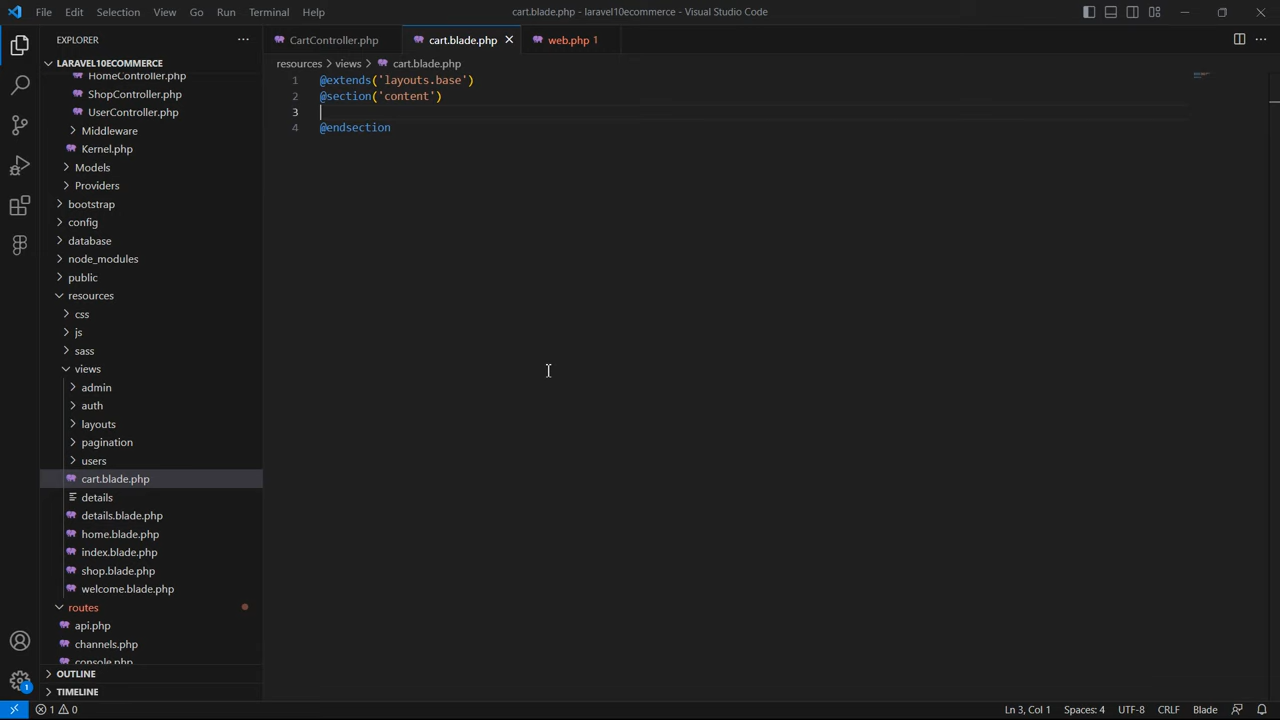 File Edit Selection View Go Run Terminal Help cart.blade.php - laravel10ecommerce - Visual Studio Code
EXPLORER
LARAVEL10ECOMMERCE
HomeController.php
ShopController.php
UserController.php
Middleware
Kernel.php
Models
Providers
bootstrap
config
database
node_modules
public
resources
css
js
sass
views
admin
auth
layouts
pagination
users
cart.blade.php
details
details.blade.php
home.blade.php
index.blade.php
shop.blade.php
welcome.blade.php
routes
api.php
channels.php
console.php
OUTLINE
TIMELINE
CartController.php cart.blade.php web.php 1
resources > views > cart.blade.php
1 @extends('layouts.base')
2 @section('content')
3
4 @endsection
1
1 0 Ln 3, Col 1 Spaces: 4 UTF-8 CRLF Blade